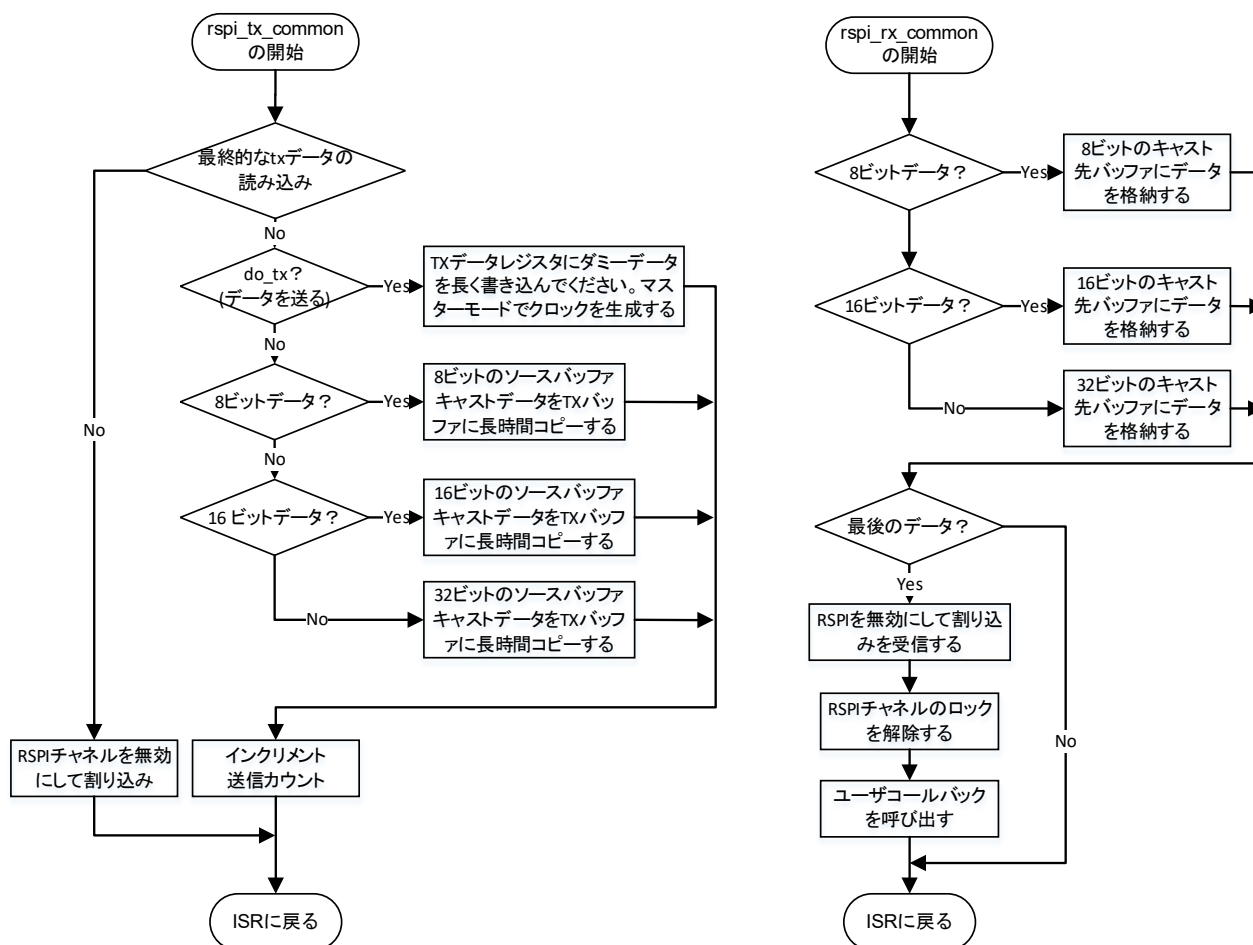 rspi_tx_common
の開始
最終的なtxデータの
読み込み
No
do_tx？
(データを送る)
Yes
TXデータレジスタにダミーデータ
を長く書き込んでください。マス
ターモードでクロックを生成する
No
8ビットデータ？
Yes
8ビットのソースバッファ
キャストデータをTXバッ
ファに長時間コピーする
No
No
16 ビットデータ？
Yes
16ビットのソースバッファ
キャストデータをTXバッフ
ァに長時間コピーする
No
32ビットのソースバッファ
キャストデータをTXバッフ
ァに長時間コピーする
RSPIチャネルを無効
にして割り込み
インクリメント
送信カウント
ISRに戻る
rspi_rx_common
の開始
8ビットデータ？
Yes
8ビットのキャスト
先バッファにデータ
を格納する
16ビットデータ？
Yes
16ビットのキャスト
先バッファにデータ
を格納する
No
32ビットのキャスト
先バッファにデータ
を格納する
最後のデータ？
Yes
RSPIを無効にして割り込
みを受信する
RSPIチャネルのロック
を解除する
No
ユーザコールバック
を呼び出す
ISRに戻る